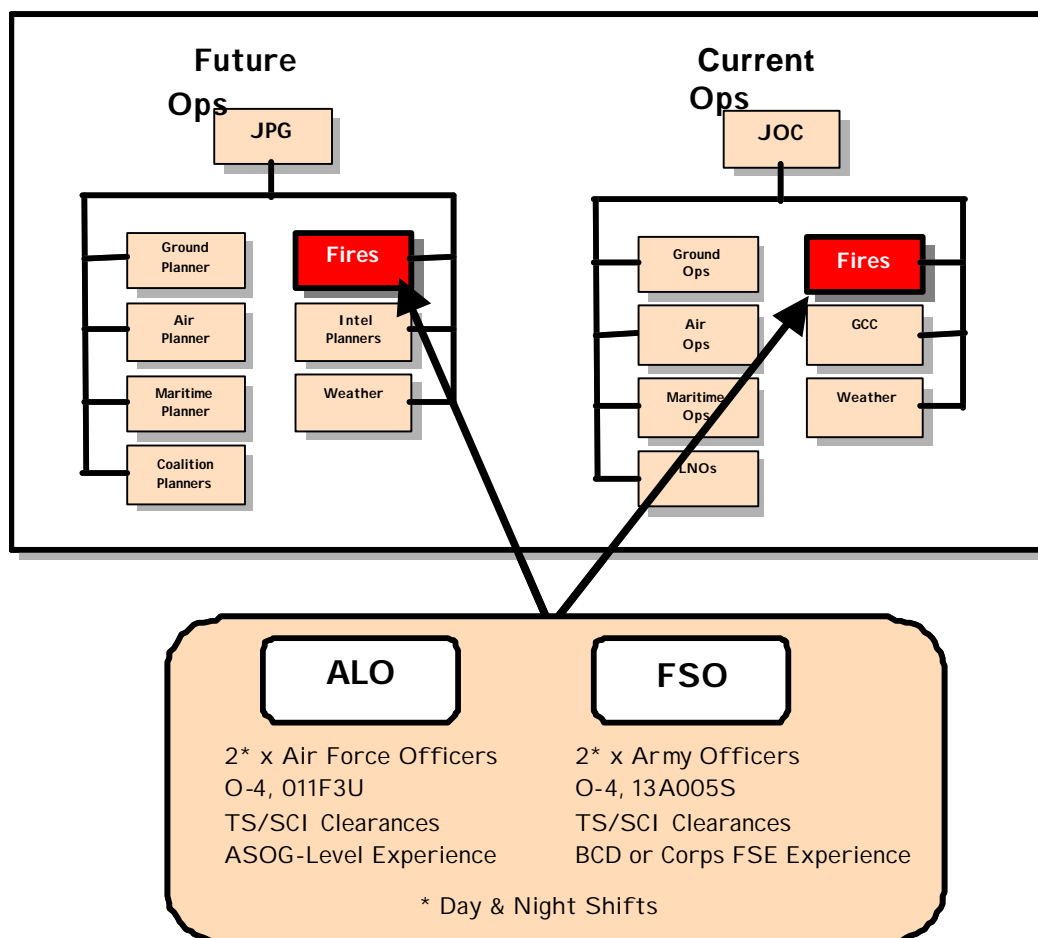 Future
Ops
JPG
Ground
Planner
Air
Planner
Maritime
Planner
Coalition
Planners
Fires
Intel
Planners
Weather
Current
Ops
JOC
Ground
Ops
Air
Ops
Maritime
Ops
LNOs
Fires
GCC
Weather
ALO
2* x Air Force Officers
O-4, 011F3U
TS/SCI Clearances
ASOG-Level Experience
FSO
2* x Army Officers
O-4, 13A005S
TS/SCI Clearances
BCD or Corps FSE Experience
* Day & Night Shifts